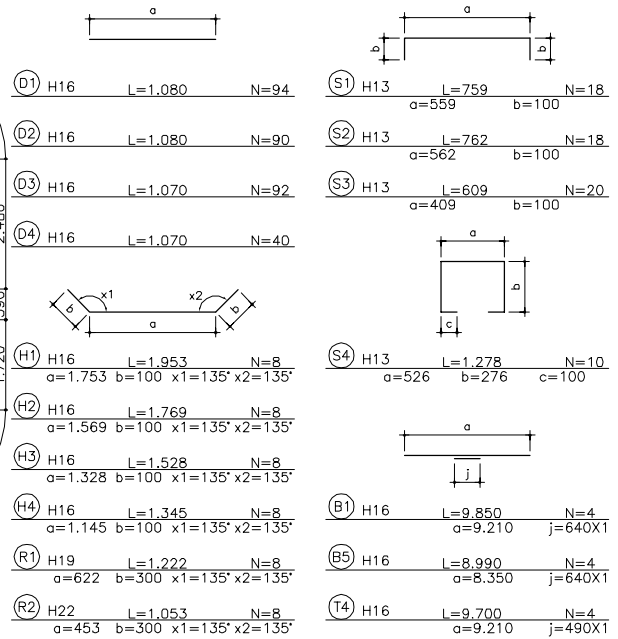 a
D1 H16 L=1.080 N=94
D2 H16 L=1.080 N=90
D3 H16 L=1.070 N=92
D4 H16 L=1.070 N=40
b x1 a x2 b
H1 H16 L=1.953 N=8
a=1.753 b=100 x1=135° x2=135°
H2 H16 L=1.769 N=8
a=1.569 b=100 x1=135° x2=135°
H3 H16 L=1.528 N=8
a=1.328 b=100 x1=135° x2=135°
H4 H16 L=1.345 N=8
a=1.145 b=100 x1=135° x2=135°
R1 H19 L=1.222 N=8
a=622 b=300 x1=135° x2=135°
R2 H22 L=1.053 N=8
a=453 b=300 x1=135° x2=135°
a
b b
S1 H13 L=759 N=18
a=559 b=100
S2 H13 L=762 N=18
a=562 b=100
S3 H13 L=609 N=20
a=409 b=100
a
b
c
S4 H13 L=1.278 N=10
a=526 b=276 c=100
a
j
B1 H16 L=9.850 N=4
a=9.210 j=640X1
B5 H16 L=8.990 N=4
a=8.350 j=640X1
T4 H16 L=9.700 N=4
a=9.210 j=490X1